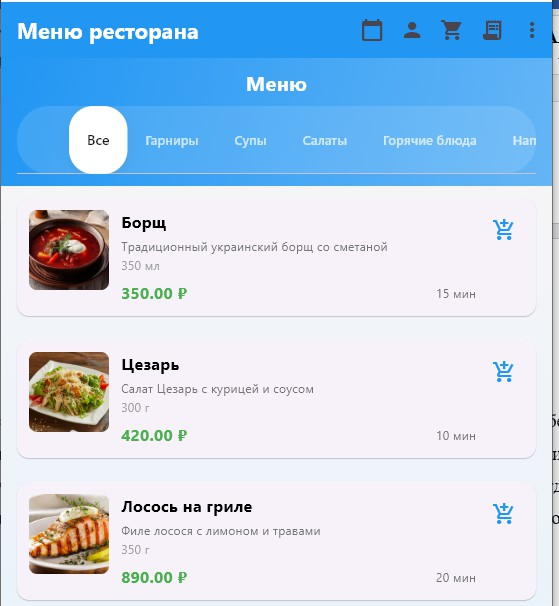 Меню ресторана
Меню
Все Гарниры Супы Салаты Горячие блюда Нап
Борщ
Традиционный украинский борщ со сметаной
350 мл
350.00 ₽ 15 мин
Цезарь
Салат Цезарь с курицей и соусом
300 г
420.00 ₽ 10 мин
Лосось на гриле
Филе лосося с лимоном и травами
350 г
890.00 ₽ 20 мин